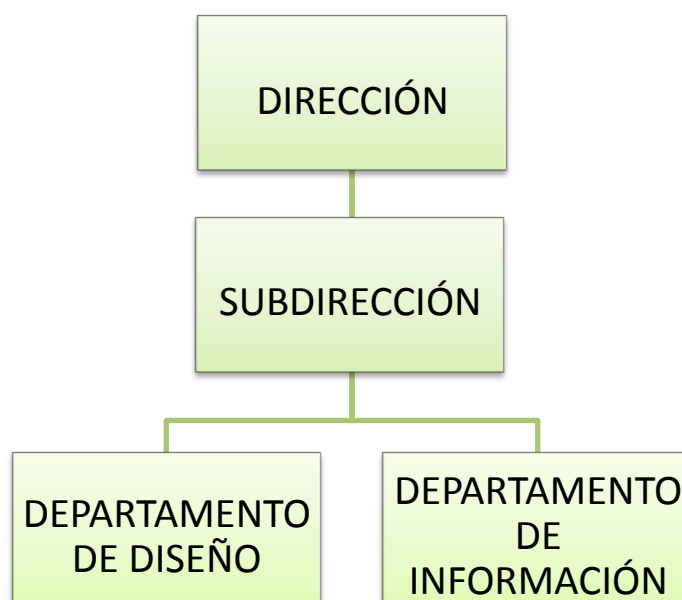 DIRECCIÓN
SUBDIRECCIÓN
DEPARTAMENTO
DE DISEÑO
DEPARTAMENTO
DE
INFORMACIÓN